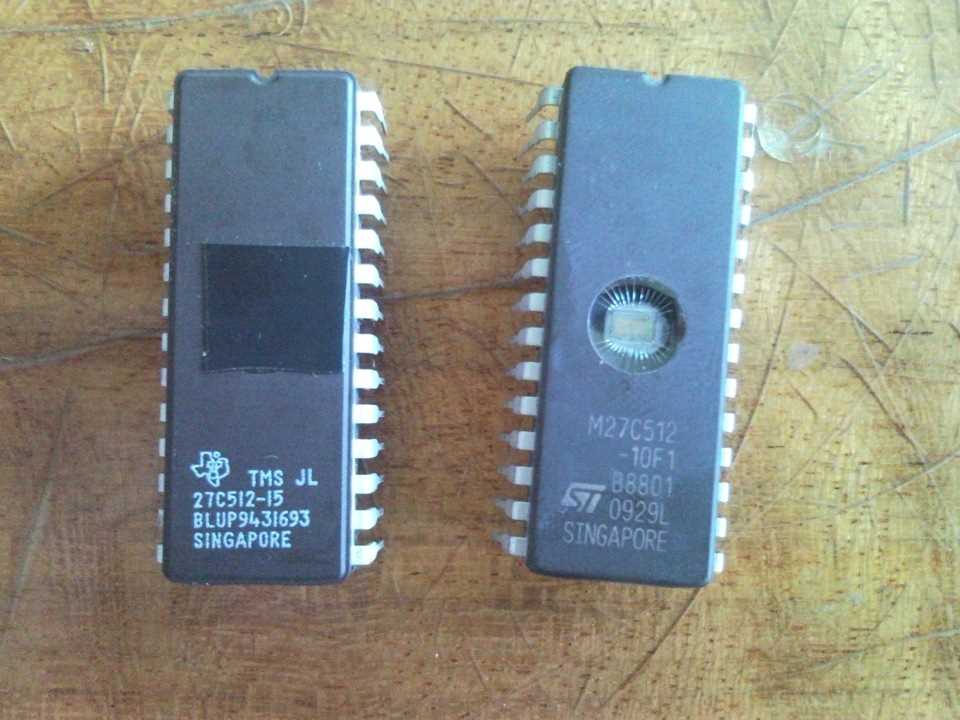 TMS JL
27C512-15
BLUP9431693
SINGAPORE
M27C512
-10F1
B8801
ST 0929L
SINGAPORE